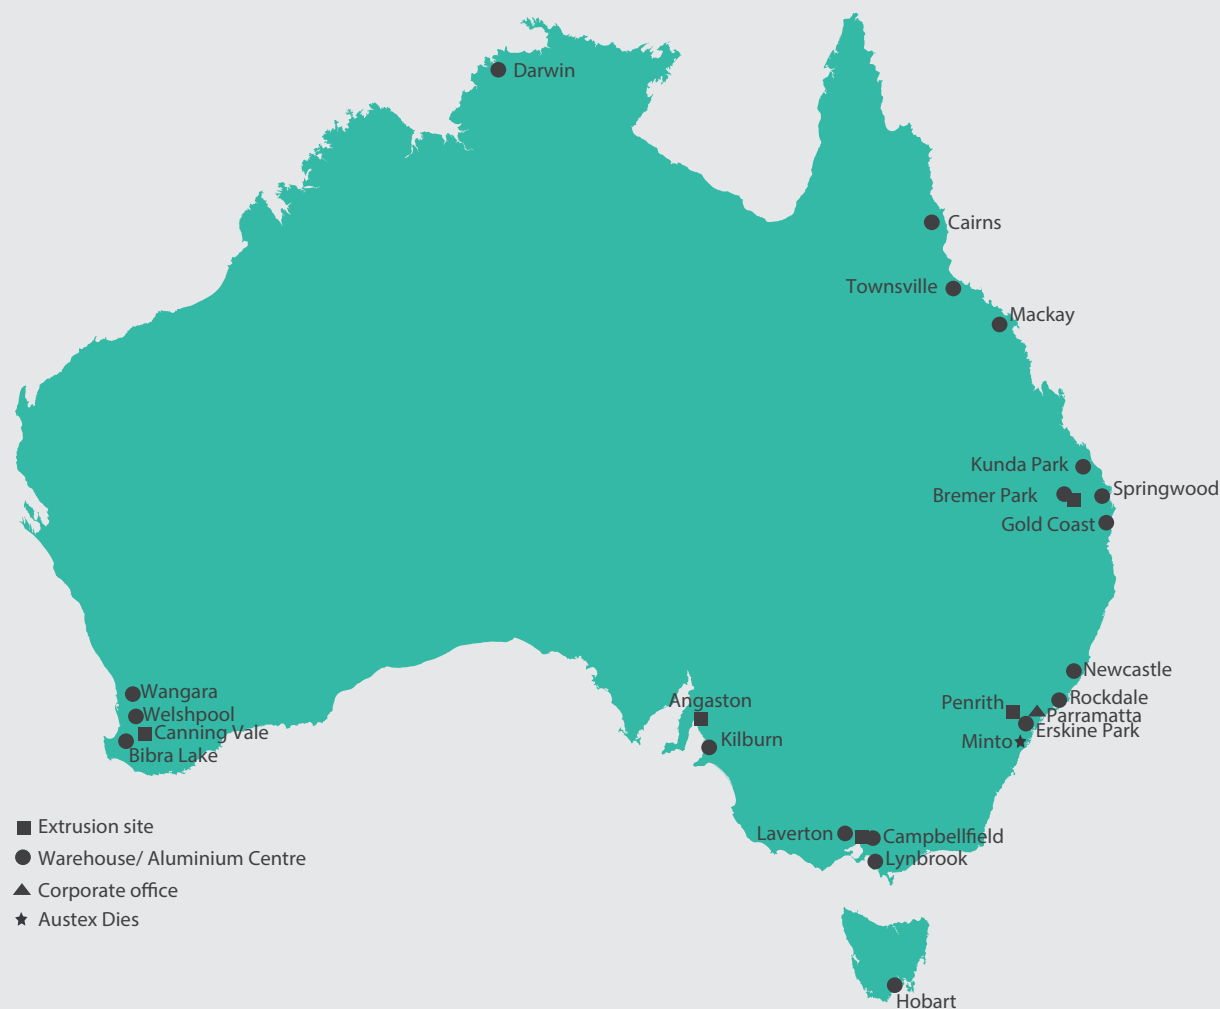 Darwin
Cairns
Townsville
Mackay
Kunda Park
Springwood
Bremer Park
Gold Coast
Newcastle
Wangara
Rockdale
Angaston
Penrith
Welshpool
Parramatta
Canning Vale
Erskine Park
Kilburn
Minto
Bibra Lake
Extrusion site
Laverton
Campbellfield
Warehouse/ Aluminium Centre
Lynbrook
Corporate office
Austex Dies
Hobart